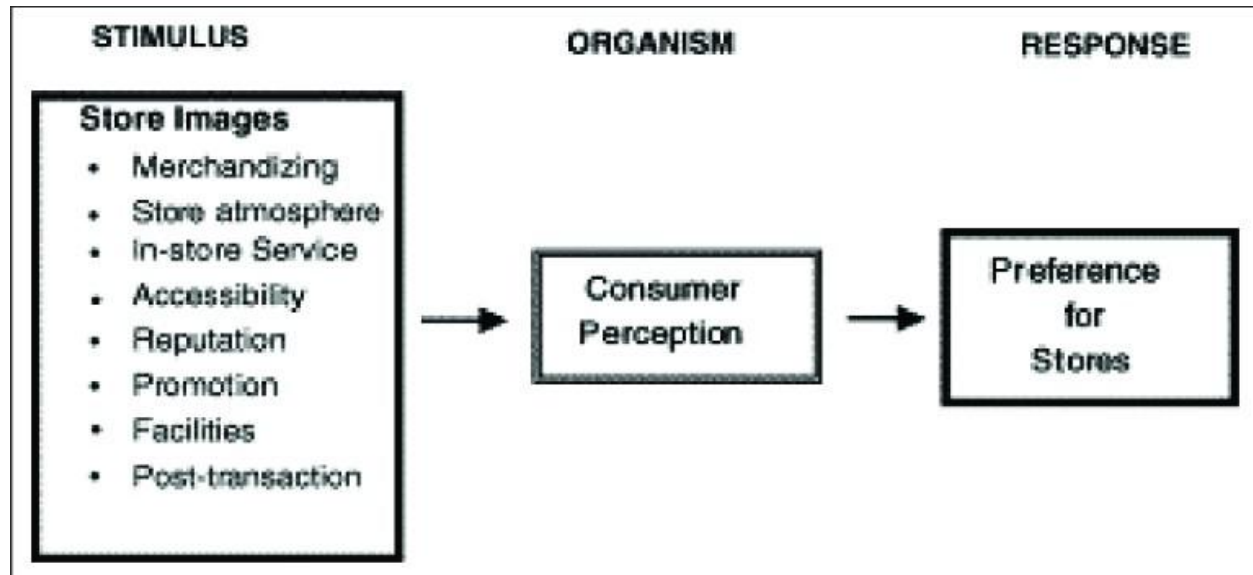 STIMULUS
ORGANISM
RESPONSE
Store Images
• Merchandizing
• Store atmosphere
• In-store Service
• Accessibility
• Reputation
• Promotion
• Facilities
• Post-transaction
Consumer
Perception
Preference
for
Stores